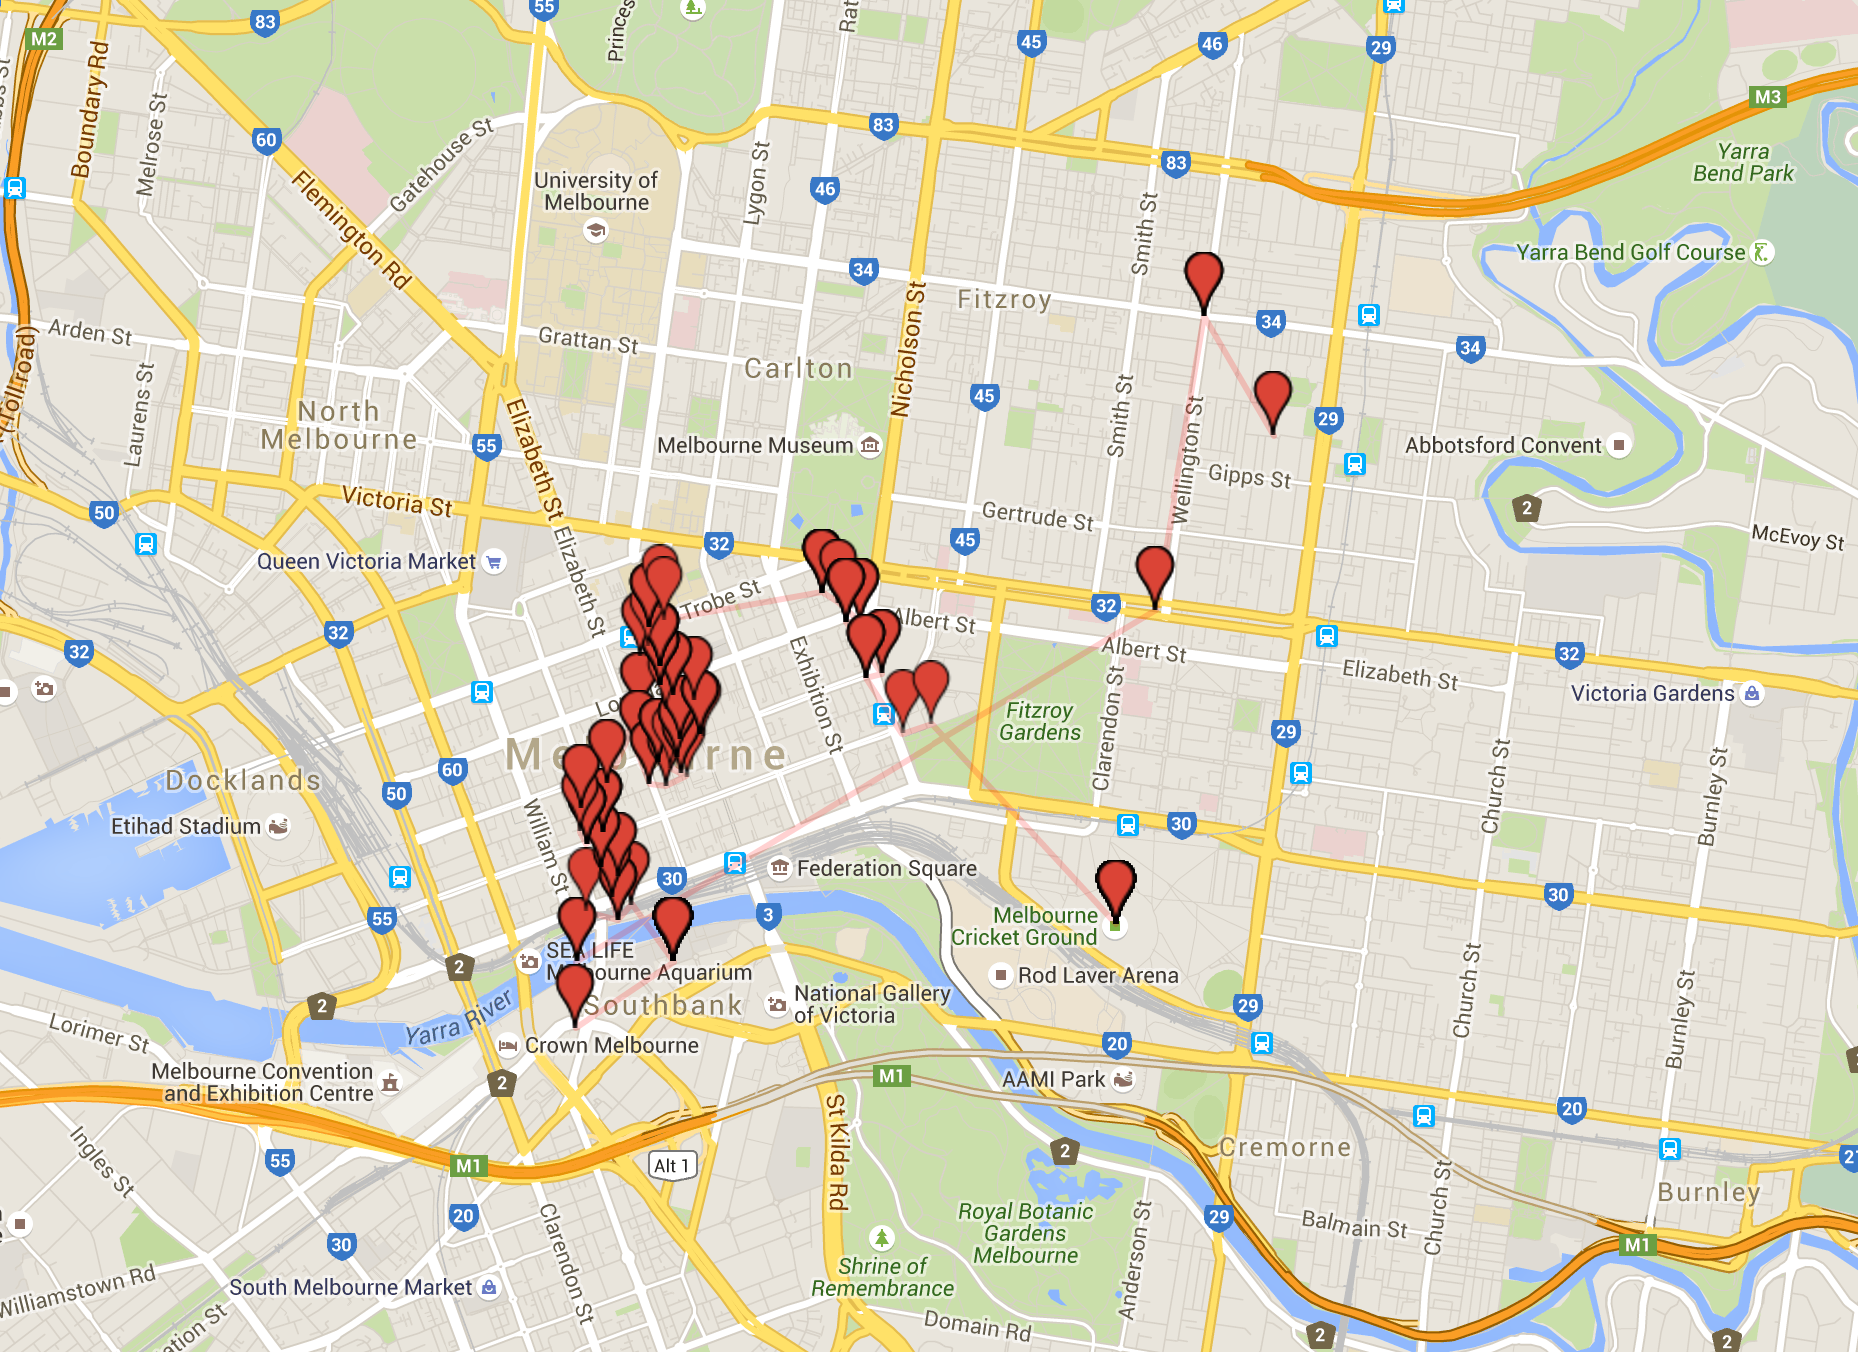 55
83
M2
Boundary Rd
Melrose St
Princes
45
46
29
M3
60
Gatehouse St
83
83
Yarra
Bend Park
University of
Melbourne
Lygon St
46
Smith St
Flemington Rd
Yarra Bend Golf Course
34
Fitzroy
Nicholson St
34
34
Arden St
Grattan St
(Tollroad)
Carlton
Laurens St
North
Melbourne
45
Smith St
Wellington St
29
Elizabeth St
55
Melbourne Museum
Abbotsford Convent
Gipps St
Victoria St
50
Gertrude St
2
McEvoy St
45
32
Elizabeth St
Queen Victoria Market
Trobe St
32
Albert St
32
32
32
Exhibition St
Albert St
Elizabeth St
Victoria Gardens
Fitzroy
Gardens
Clarendon St
29
Docklands
60
50
Church St
Burnley St
Etihad Stadium
William St
30
30
Federation Square
30
55
3
Melbourne
Cricket Ground
SEA LIFE
Melbourne Aquarium
2
Rod Laver Arena
Church St
Burnley St
2
Southbank
National Gallery
of Victoria
29
Yarra River
Lorimer St
Crown Melbourne
20
Melbourne Convention
and Exhibition Centre
2
M1
AAMI Park
20
St Kilda Rd
Ingles St
55
M1
Alt 1
2
Cremorne
Church St
27
Burnley
20
30
Clarendon St
Royal Botanic
Gardens
Melbourne
Anderson St
29
Balmain St
M1
Williamstown Rd
South Melbourne Market
Shrine of
Remembrance
Domain Rd
2
2